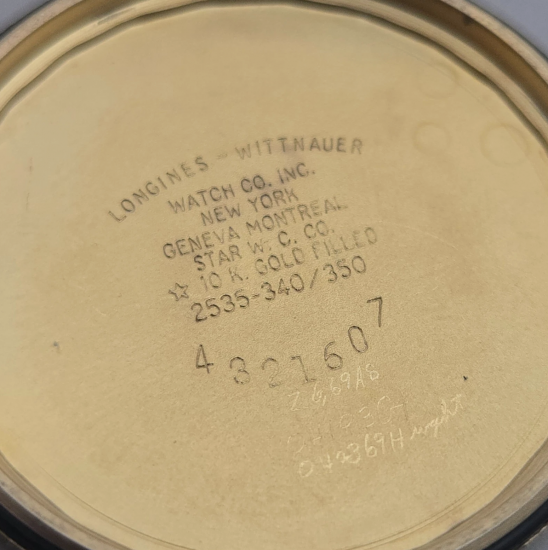 LONGINES - WITTNAUER
WATCH CO. INC.
NEW YORK
GENEVA MONTREAL
STAR W. C. CO.
☆ 10 K. GOLD FILLED
2535-340/350
4321607